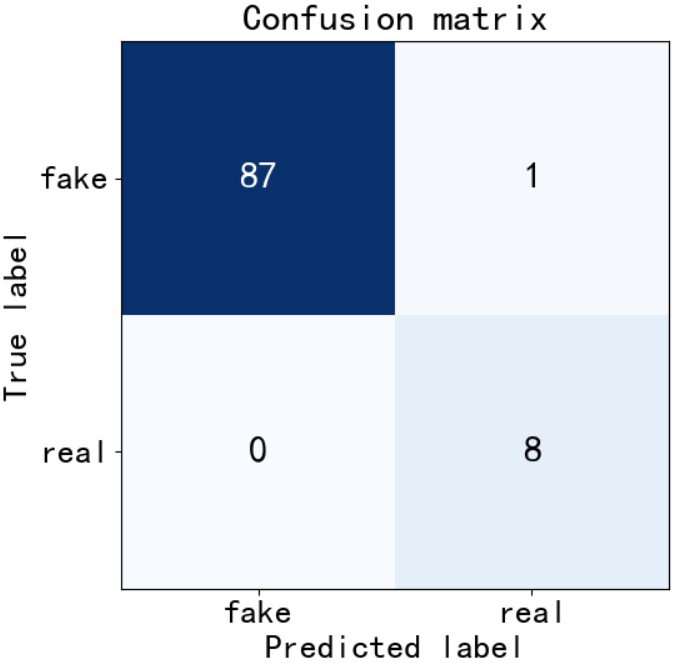 Confusion matrix
fake
87
1
True label
real
0
8
fake
real
Predicted label